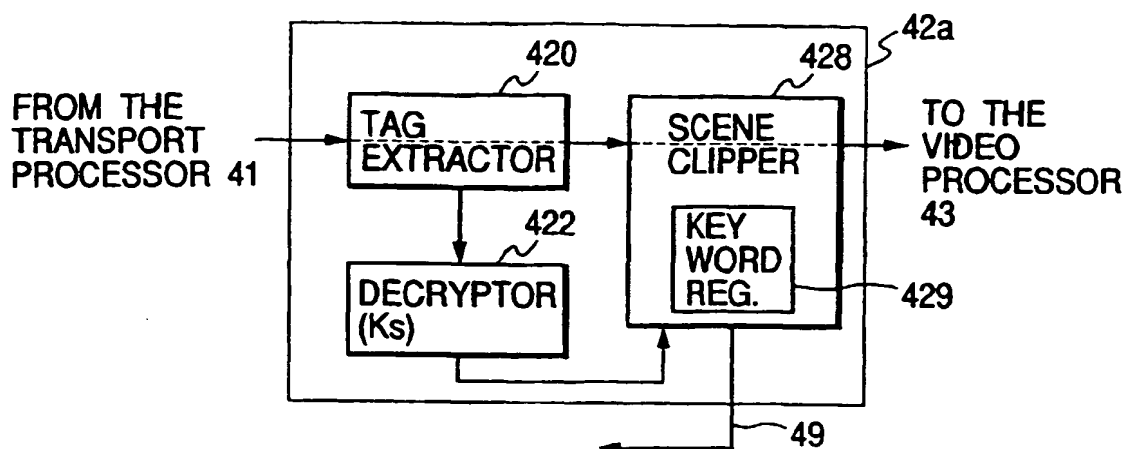 42a
420
428
FROM THE
TRANSPORT
PROCESSOR 41
TAG
EXTRACTOR
SCENE
CLIPPER
TO THE
VIDEO
PROCESSOR
43
422
KEY
WORD
REG.
429
DECRYPTOR
(Ks)
49